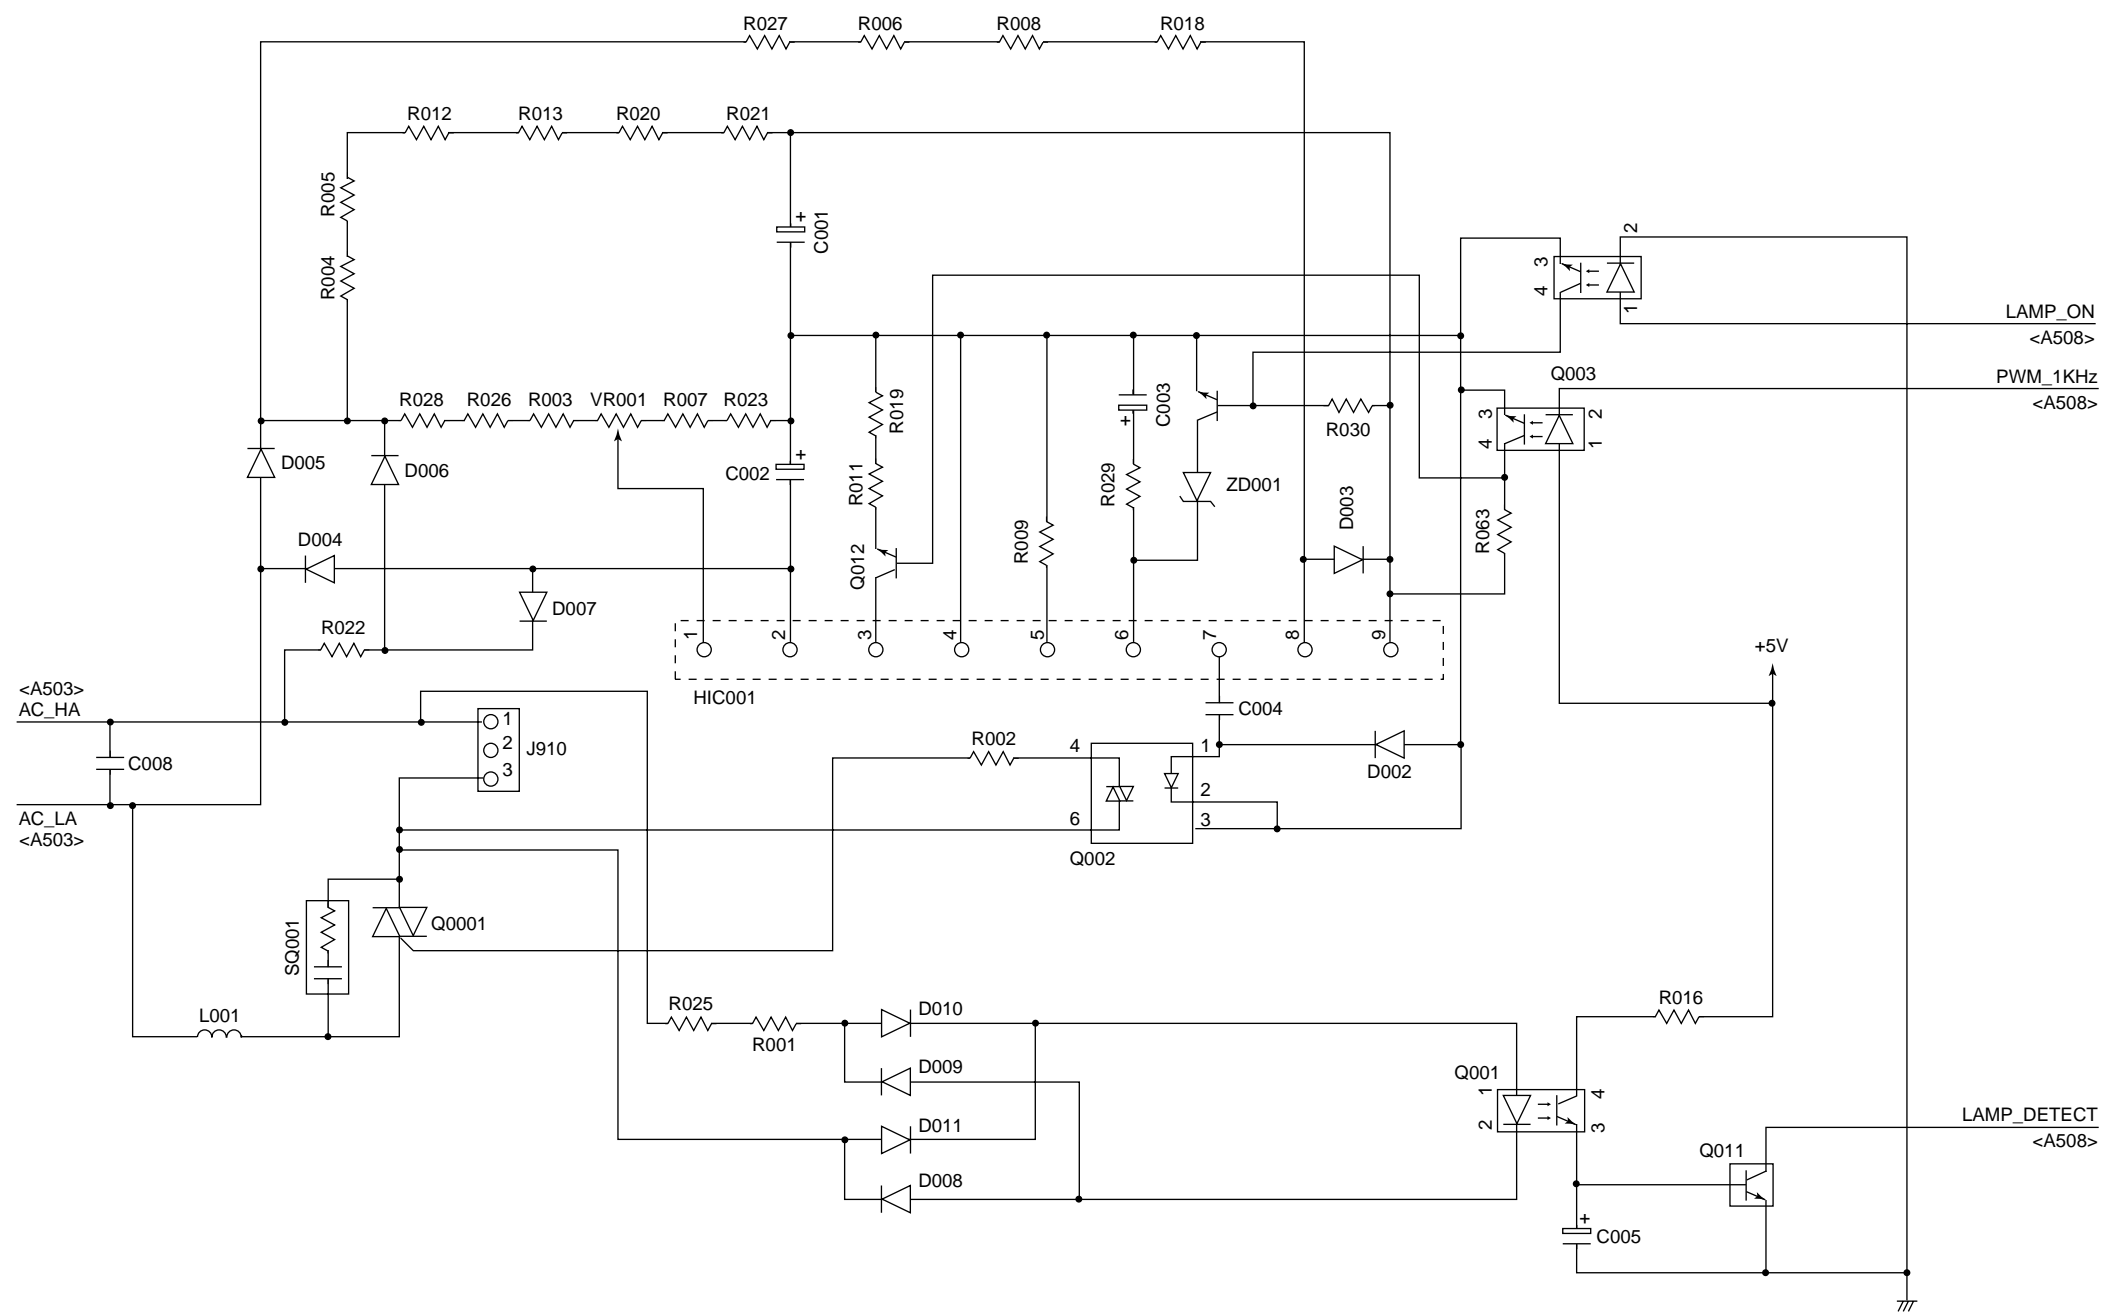 R027 R006 R008 R018
R012 R013 R020 R021
R005
R004
+
C001
2
3
4
1
LAMP_ON
<A508>
Q003
PWM_1KHz
<A508>
R028 R026 R003 VR001 R007 R023
R019
C003
+
R030
3 2
4 1
D005
D006
C002
+
R011
R029
ZD001
D003
R063
R009
Q012
D004
D007
R022
1 2 3 4 5 6 7 8 9
HIC001
+5V
<A503>
AC_HA
C008
AC_LA
<A503>
1
2
3
J910
C004
R002
4 1
2
6 3
Q002
D002
SQ001
Q0001
L001
R025
R001
D010
D009
D011
D008
R016
Q001
1 4
2 3
LAMP_DETECT
<A508>
Q011
+
C005